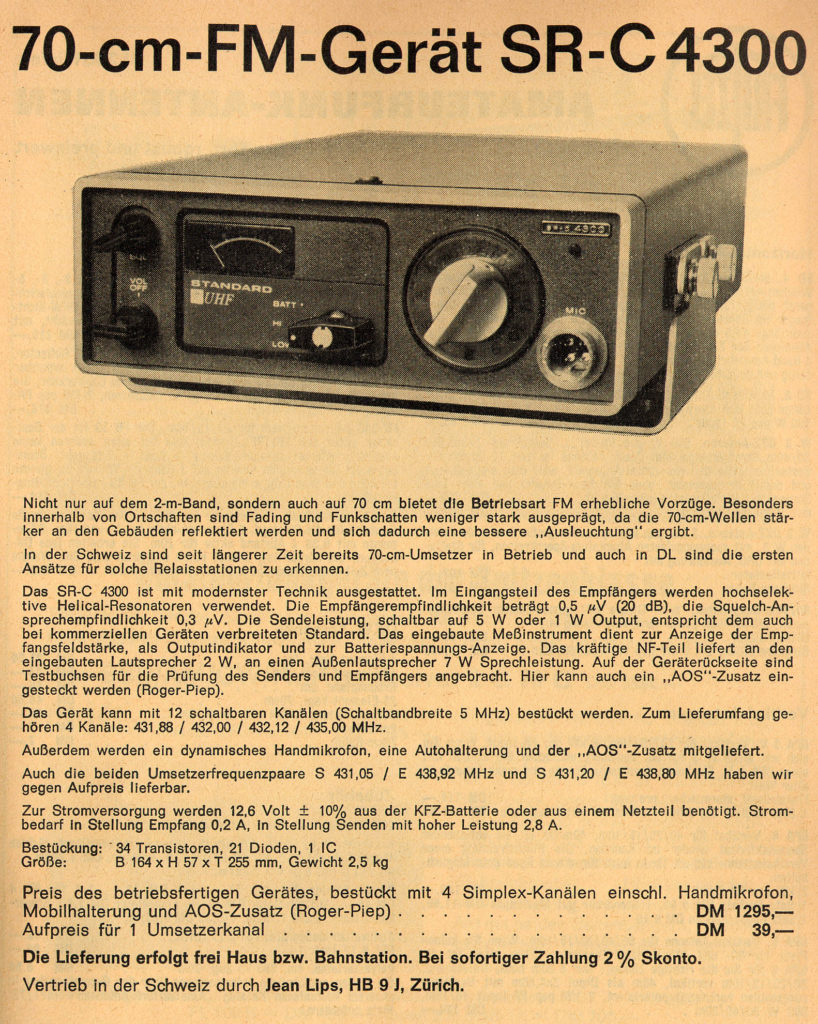 70-cm-FM-Gerät SR-C 4300
SR-C 4300
SQL
VOL
OFF
STANDARD
UHF
BATT
HI
LOW
MIC
Nicht nur auf dem 2-m-Band, sondern auch auf 70 cm bietet die Betriebsart FM erhebliche Vorzüge. Besonders
innerhalb von Ortschaften sind Fading und Funkschatten weniger stark ausgeprägt, da die 70-cm-Wellen stär-
ker an den Gebäuden reflektiert werden und sich dadurch eine bessere „Ausleuchtung" ergibt.
In der Schweiz sind seit längerer Zeit bereits 70-cm-Umsetzer in Betrieb und auch in DL sind die ersten
Ansätze für solche Relaisstationen zu erkennen.
Das SR-C 4300 ist mit modernster Technik ausgestattet. Im Eingangsteil des Empfängers werden hochselek-
tive Helical-Resonatoren verwendet. Die Empfängerempfindlichkeit beträgt 0,5 µV (20 dB), die Squelch-An-
sprechempfindlichkeit 0,3 µV. Die Sendeleistung, schaltbar auf 5 W oder 1 W Output, entspricht dem auch
bei kommerziellen Geräten verbreiteten Standard. Das eingebaute Meßinstrument dient zur Anzeige der Emp-
fangsfeldstärke, als Outputindikator und zur Batteriespannungs-Anzeige. Das kräftige NF-Teil liefert an den
eingebauten Lautsprecher 2 W, an einen Außenlautsprecher 7 W Sprechleistung. Auf der Geräterückseite sind
Testbuchsen für die Prüfung des Senders und Empfängers angebracht. Hier kann auch ein „AOS"-Zusatz ein-
gesteckt werden (Roger-Piep).
Das Gerät kann mit 12 schaltbaren Kanälen (Schaltbandbreite 5 MHz) bestückt werden. Zum Lieferumfang ge-
hören 4 Kanäle: 431,88 / 432,00 / 432,12 / 435,00 MHz.
Außerdem werden ein dynamisches Handmikrofon, eine Autohalterung und der „AOS"-Zusatz mitgeliefert.
Auch die beiden Umsetzerfrequenzpaare S 431,05 / E 438,92 MHz und S 431,20 / E 438,80 MHz haben wir
gegen Aufpreis lieferbar.
Zur Stromversorgung werden 12,6 Volt ± 10% aus der KFZ-Batterie oder aus einem Netzteil benötigt. Strom-
bedarf in Stellung Empfang 0,2 A, in Stellung Senden mit hoher Leistung 2,8 A.
Bestückung: 34 Transistoren, 21 Dioden, 1 IC
Größe: B 164 x H 57 x T 255 mm, Gewicht 2,5 kg
Preis des betriebsfertigen Gerätes, bestückt mit 4 Simplex-Kanälen einschl. Handmikrofon,
Mobilhalterung und AOS-Zusatz (Roger-Piep) . . . . . . . . . . . . . . . DM 1295,—
Aufpreis für 1 Umsetzerkanal . . . . . . . . . . . . . . . . . . . . DM 39,—
Die Lieferung erfolgt frei Haus bzw. Bahnstation. Bei sofortiger Zahlung 2% Skonto.
Vertrieb in der Schweiz durch Jean Lips, HB 9 J, Zürich.